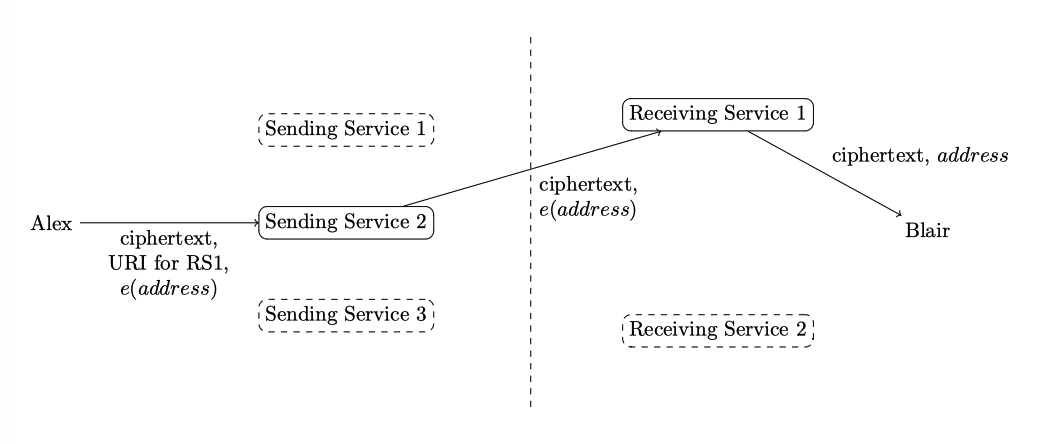 Sending Service 1
Receiving Service 1
ciphertext, address
ciphertext,
e(address)
Alex
Sending Service 2
Blair
ciphertext,
URI for RS1,
e(address)
Sending Service 3
Receiving Service 2